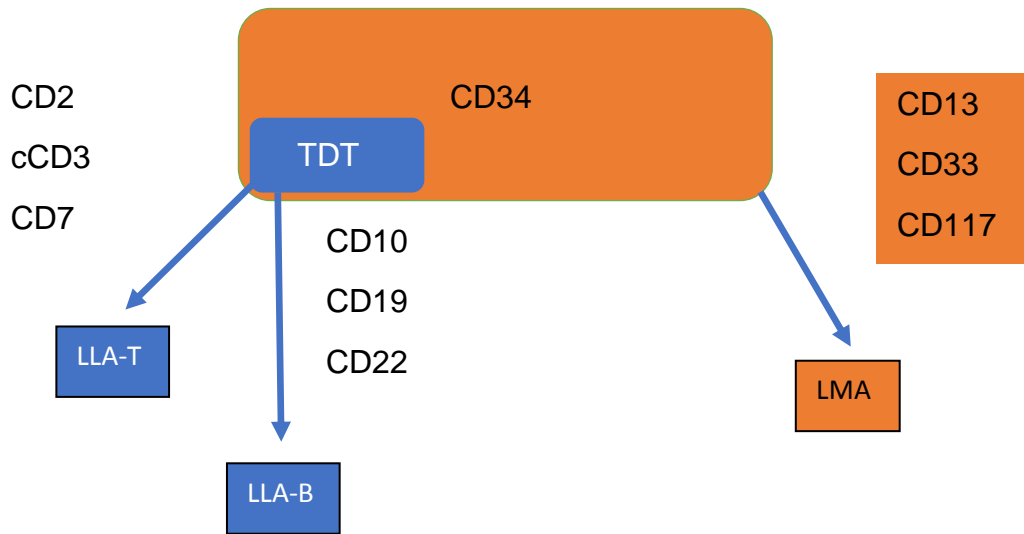 CD2
cCD3
CD7
CD34
TDT
CD13
CD33
CD117
CD10
CD19
CD22
LLA-T
LLA-B
LMA